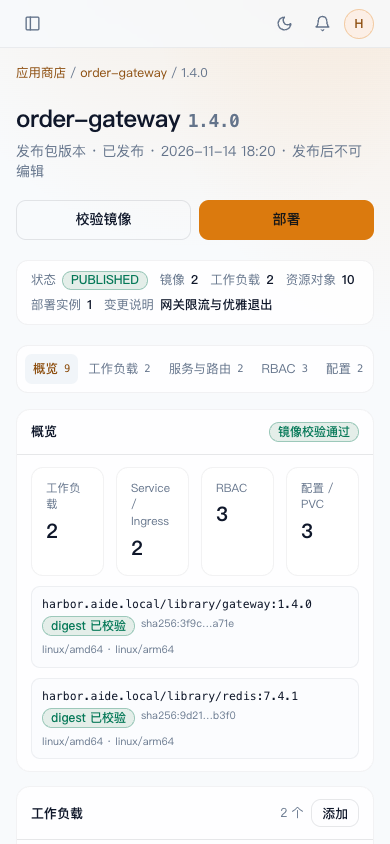 H
应用商店 / order-gateway / 1.4.0
order-gateway 1.4.0
发布包版本 · 已发布 · 2026-11-14 18:20 · 发布后不可
编辑
校验镜像 部署
状态 PUBLISHED 镜像 2 工作负载 2 资源对象 10
部署实例 1 变更说明 网关限流与优雅退出
概览 9 工作负载 2 服务与路由 2 RBAC 3 配置 2
概览 镜像校验通过
工作负载 2
Service / Ingress 2
RBAC 3
配置 / PVC 3
harbor.aide.local/library/gateway:1.4.0
digest 已校验 sha256:3f9c…a71e
linux/amd64 · linux/arm64
harbor.aide.local/library/redis:7.4.1
digest 已校验 sha256:9d21…b3f0
linux/amd64 · linux/arm64
工作负载 2 个 添加